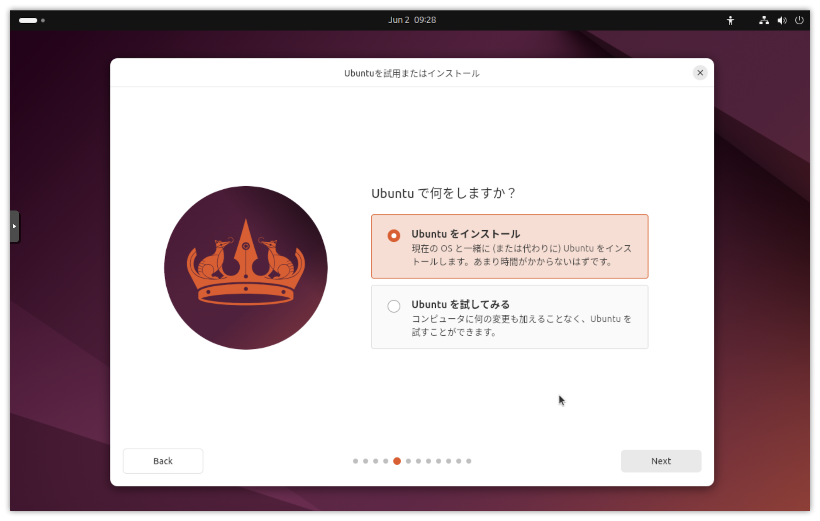 Jun 2 09:28
Ubuntuを試用またはインストール
Ubuntu で何をしますか？
Ubuntu をインストール
現在の OS と一緒に (または代わりに) Ubuntu をインス
トールします。あまり時間がかからないはずです。
Ubuntu を試してみる
コンピュータに何の変更も加えることなく、Ubuntu を
試すことができます。
Back
Next